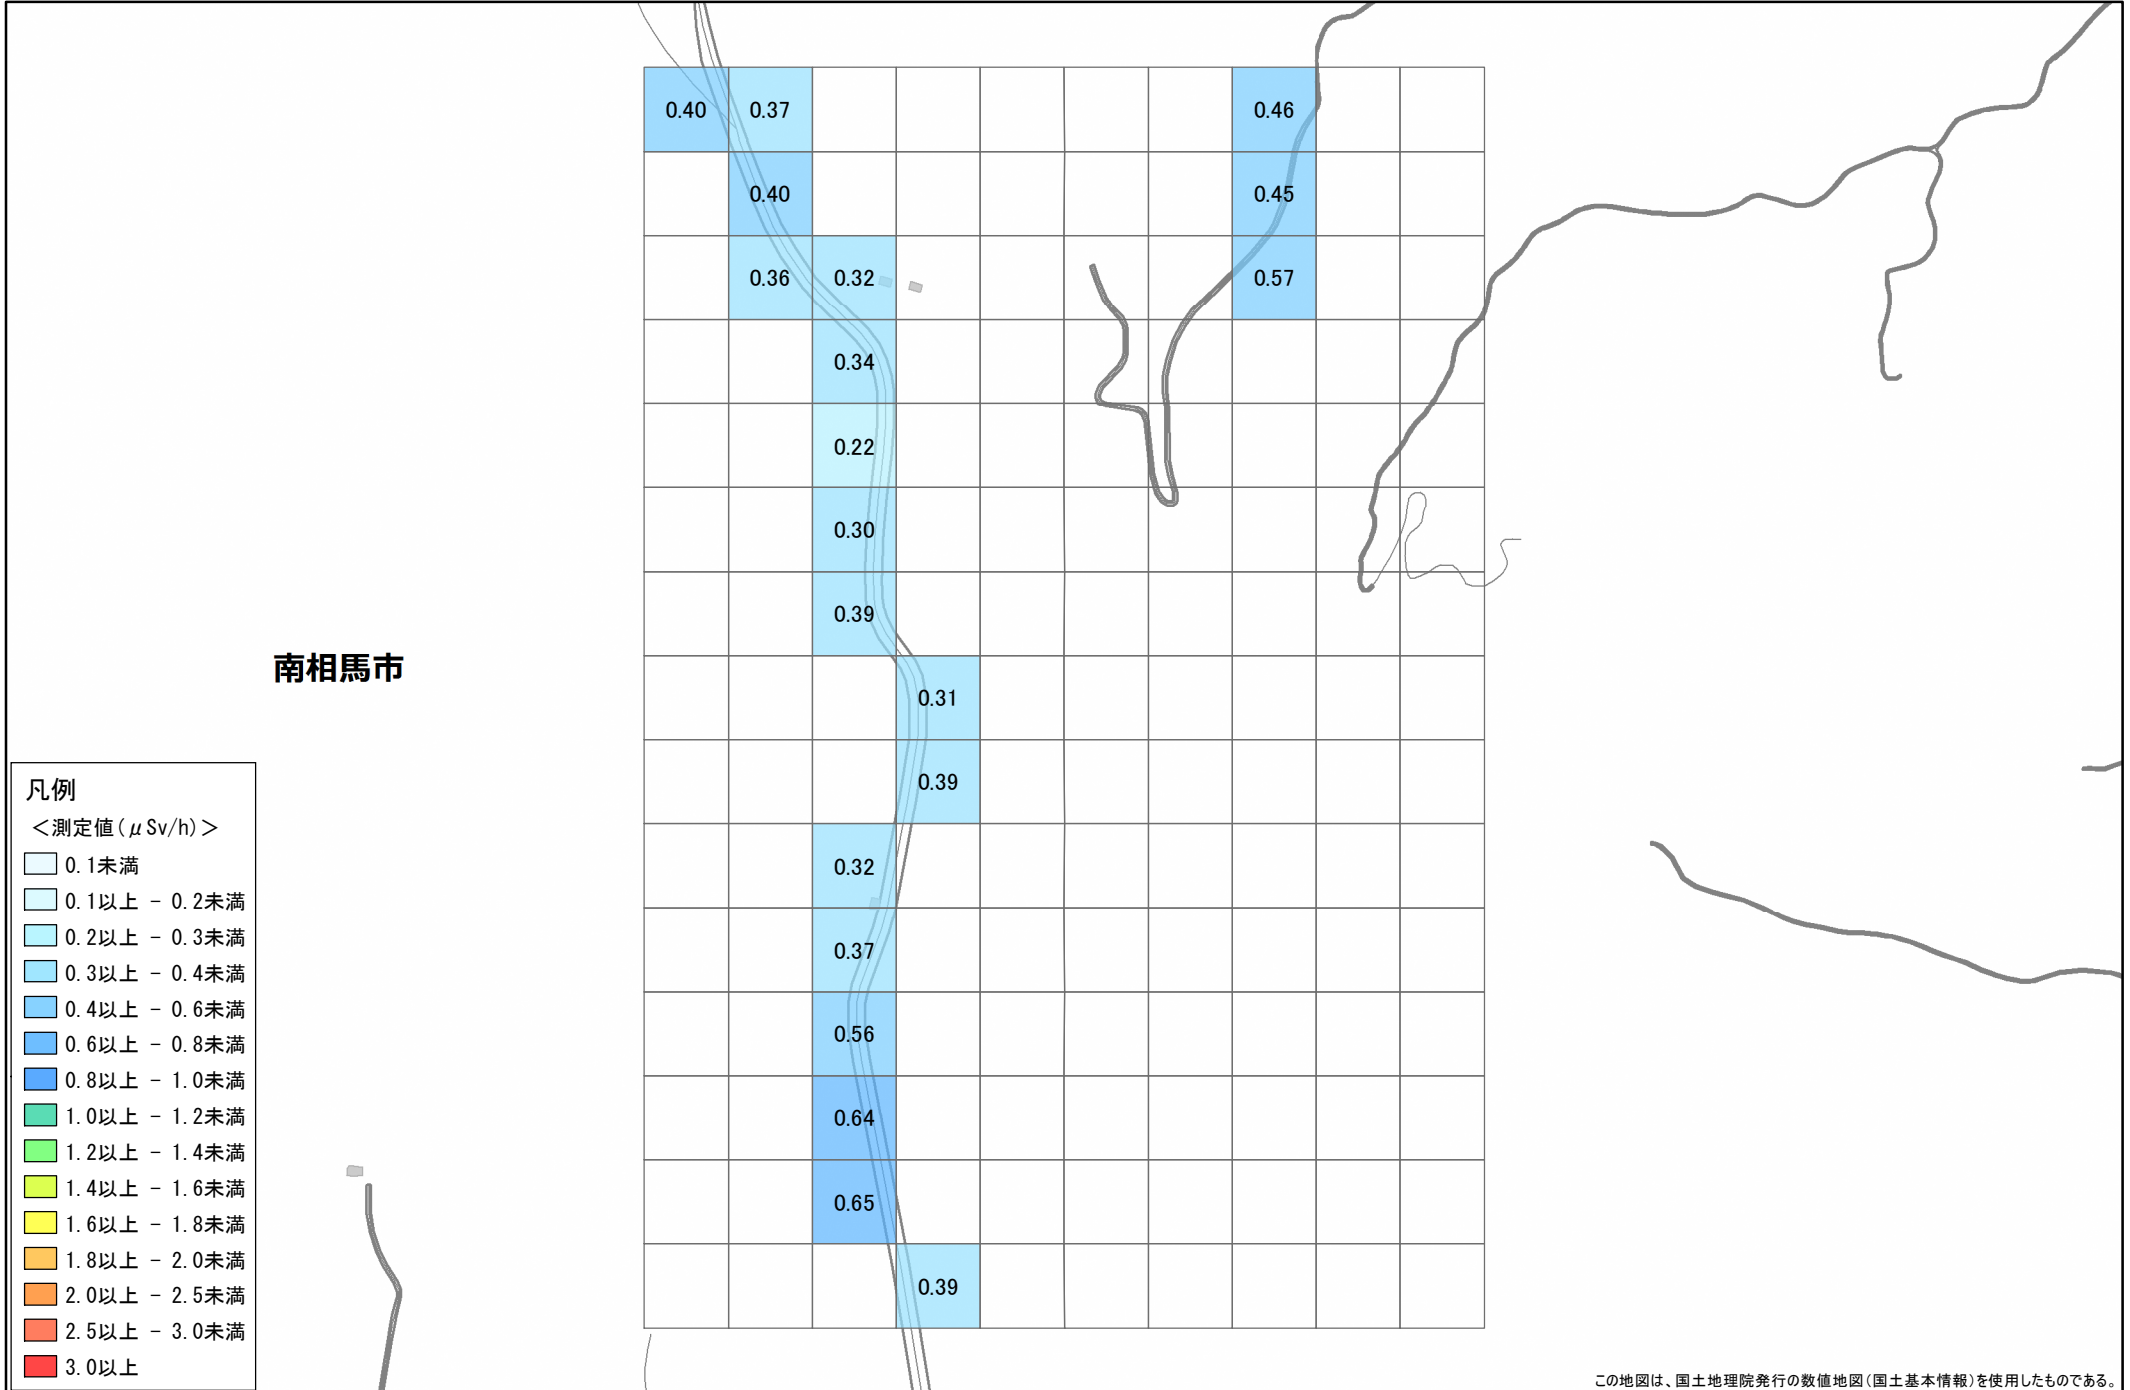 0.40 0.37 0.46
0.40 0.45
0.36 0.32 0.57
0.34
0.22
0.30
0.39
南相馬市
0.31
0.39
0.32
0.37
0.56
0.64
0.65
0.39
凡例
＜測定値(μSv/h)＞
0.1未満
0.1以上 - 0.2未満
0.2以上 - 0.3未満
0.3以上 - 0.4未満
0.4以上 - 0.6未満
0.6以上 - 0.8未満
0.8以上 - 1.0未満
1.0以上 - 1.2未満
1.2以上 - 1.4未満
1.4以上 - 1.6未満
1.6以上 - 1.8未満
1.8以上 - 2.0未満
2.0以上 - 2.5未満
2.5以上 - 3.0未満
3.0以上
この地図は、国土地理院発行の数値地図(国土基本情報)を使用したものである。